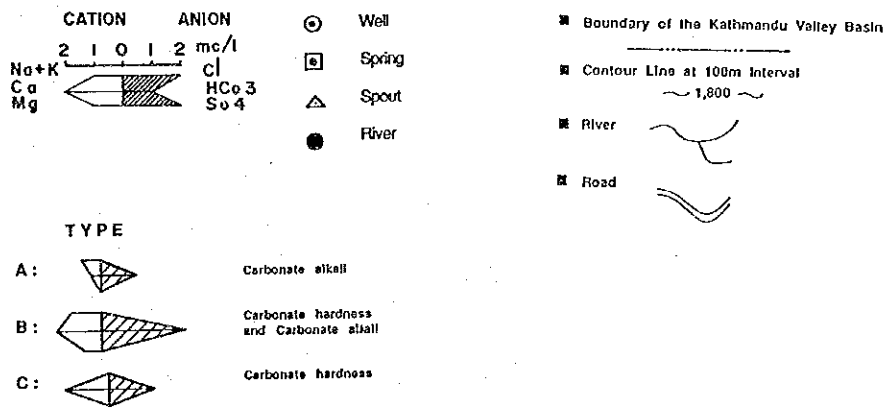 CATION ANION
2 1 0 1 2 mc/l
Na+K Cl
Ca HCo3
Mg So4
Well
Spring
Spout
River
Boundary of the Kathmandu Valley Basin
Contour Line at 100m Interval
1,800
River
Road
TYPE
A: Carbonate alkali
B: Carbonate hardness
and Carbonate alkali
C: Carbonate hardness